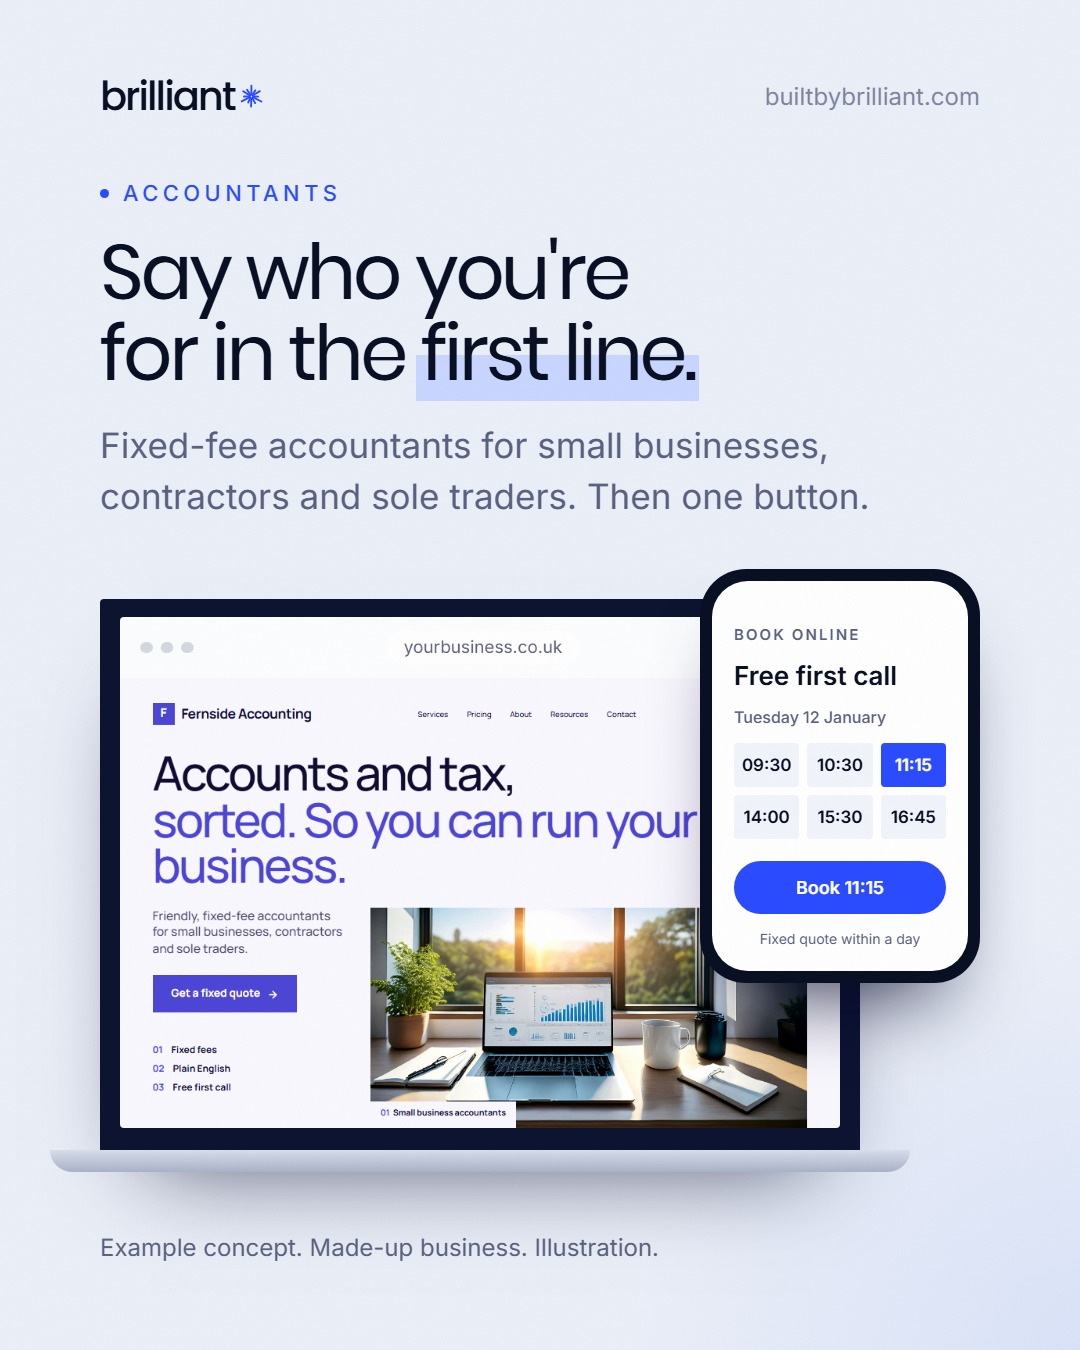 brilliant
builtbybrilliant.com
ACCOUNTANTS
Say who you're
for in the first line.
Fixed-fee accountants for small businesses,
contractors and sole traders. Then one button.
yourbusiness.co.uk
F Fernside Accounting
Services Pricing About Resources Contact
Accounts and tax,
sorted. So you can run your
business.
Friendly, fixed-fee accountants
for small businesses, contractors
and sole traders.
Get a fixed quote →
01 Fixed fees
02 Plain English
03 Free first call
01 Small business accountants
BOOK ONLINE
Free first call
Tuesday 12 January
09:30 10:30 11:15
14:00 15:30 16:45
Book 11:15
Fixed quote within a day
Example concept. Made-up business. Illustration.